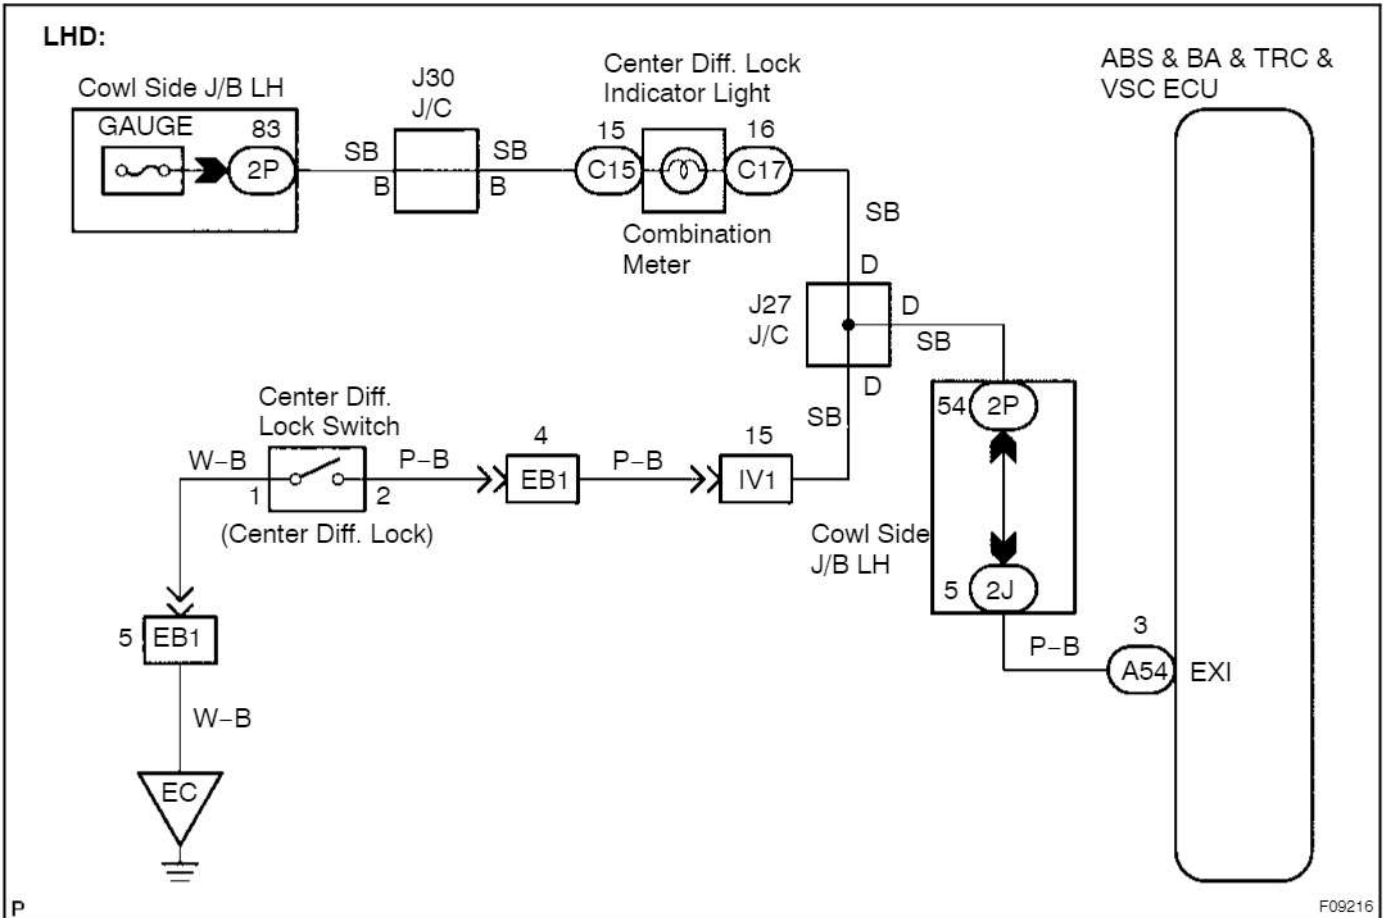 LHD:
Cowl Side J/B LH
GAUGE
83
2P
SB
B
J30
J/C
SB
B
Center Diff. Lock
Indicator Light
15
C15
16
C17
Combination
Meter
SB
D
J27
J/C
D
SB
D
SB
ABS & BA & TRC &
VSC ECU
54
2P
Cowl Side
J/B LH
5
2J
P-B
3
A54
EXI
Center Diff.
Lock Switch
W-B
1
2
P-B
(Center Diff. Lock)
4
EB1
P-B
15
IV1
5
EB1
W-B
EC
P
F09216